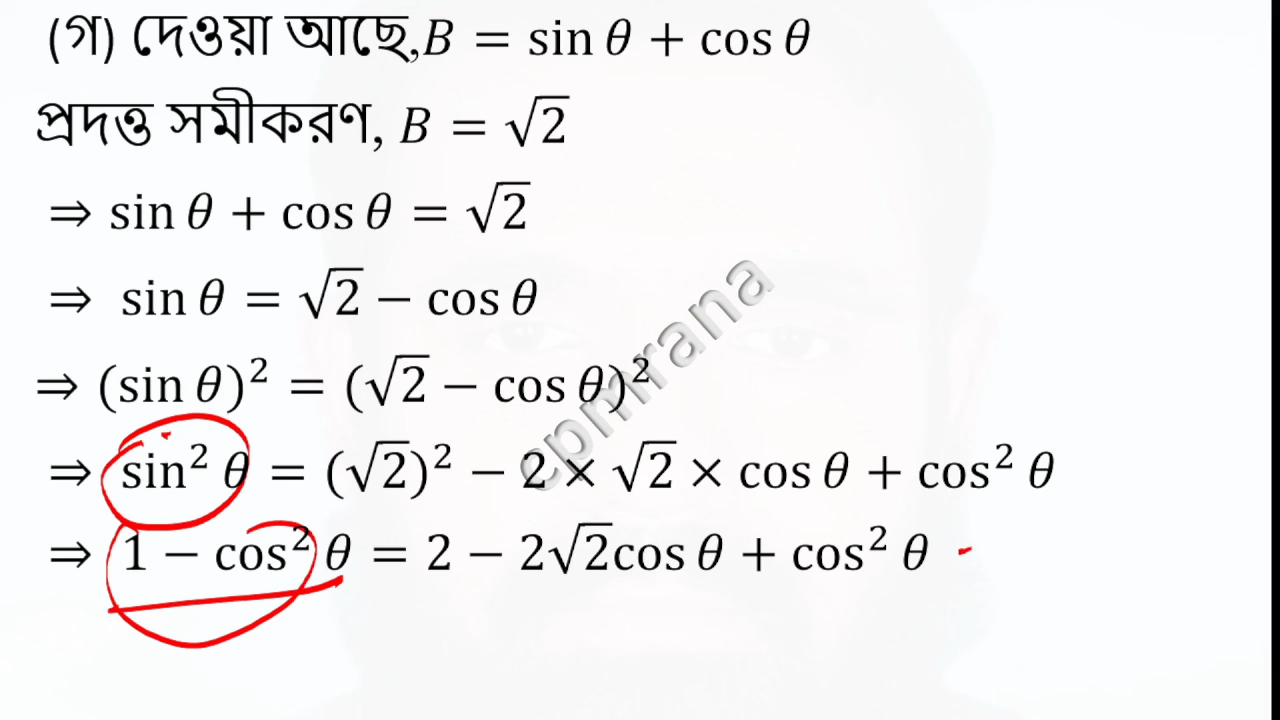 (গ) দেওয়া আছে,B = sin θ + cos θ
প্রদত্ত সমীকরণ, B = √2
⇒ sin θ + cos θ = √2
⇒ sin θ = √2 − cos θ
⇒ (sin θ)² = (√2 − cos θ)²
⇒ sin² θ = (√2)² − 2 × √2 × cos θ + cos² θ
⇒ 1 − cos² θ = 2 − 2√2cos θ + cos² θ
epmrana